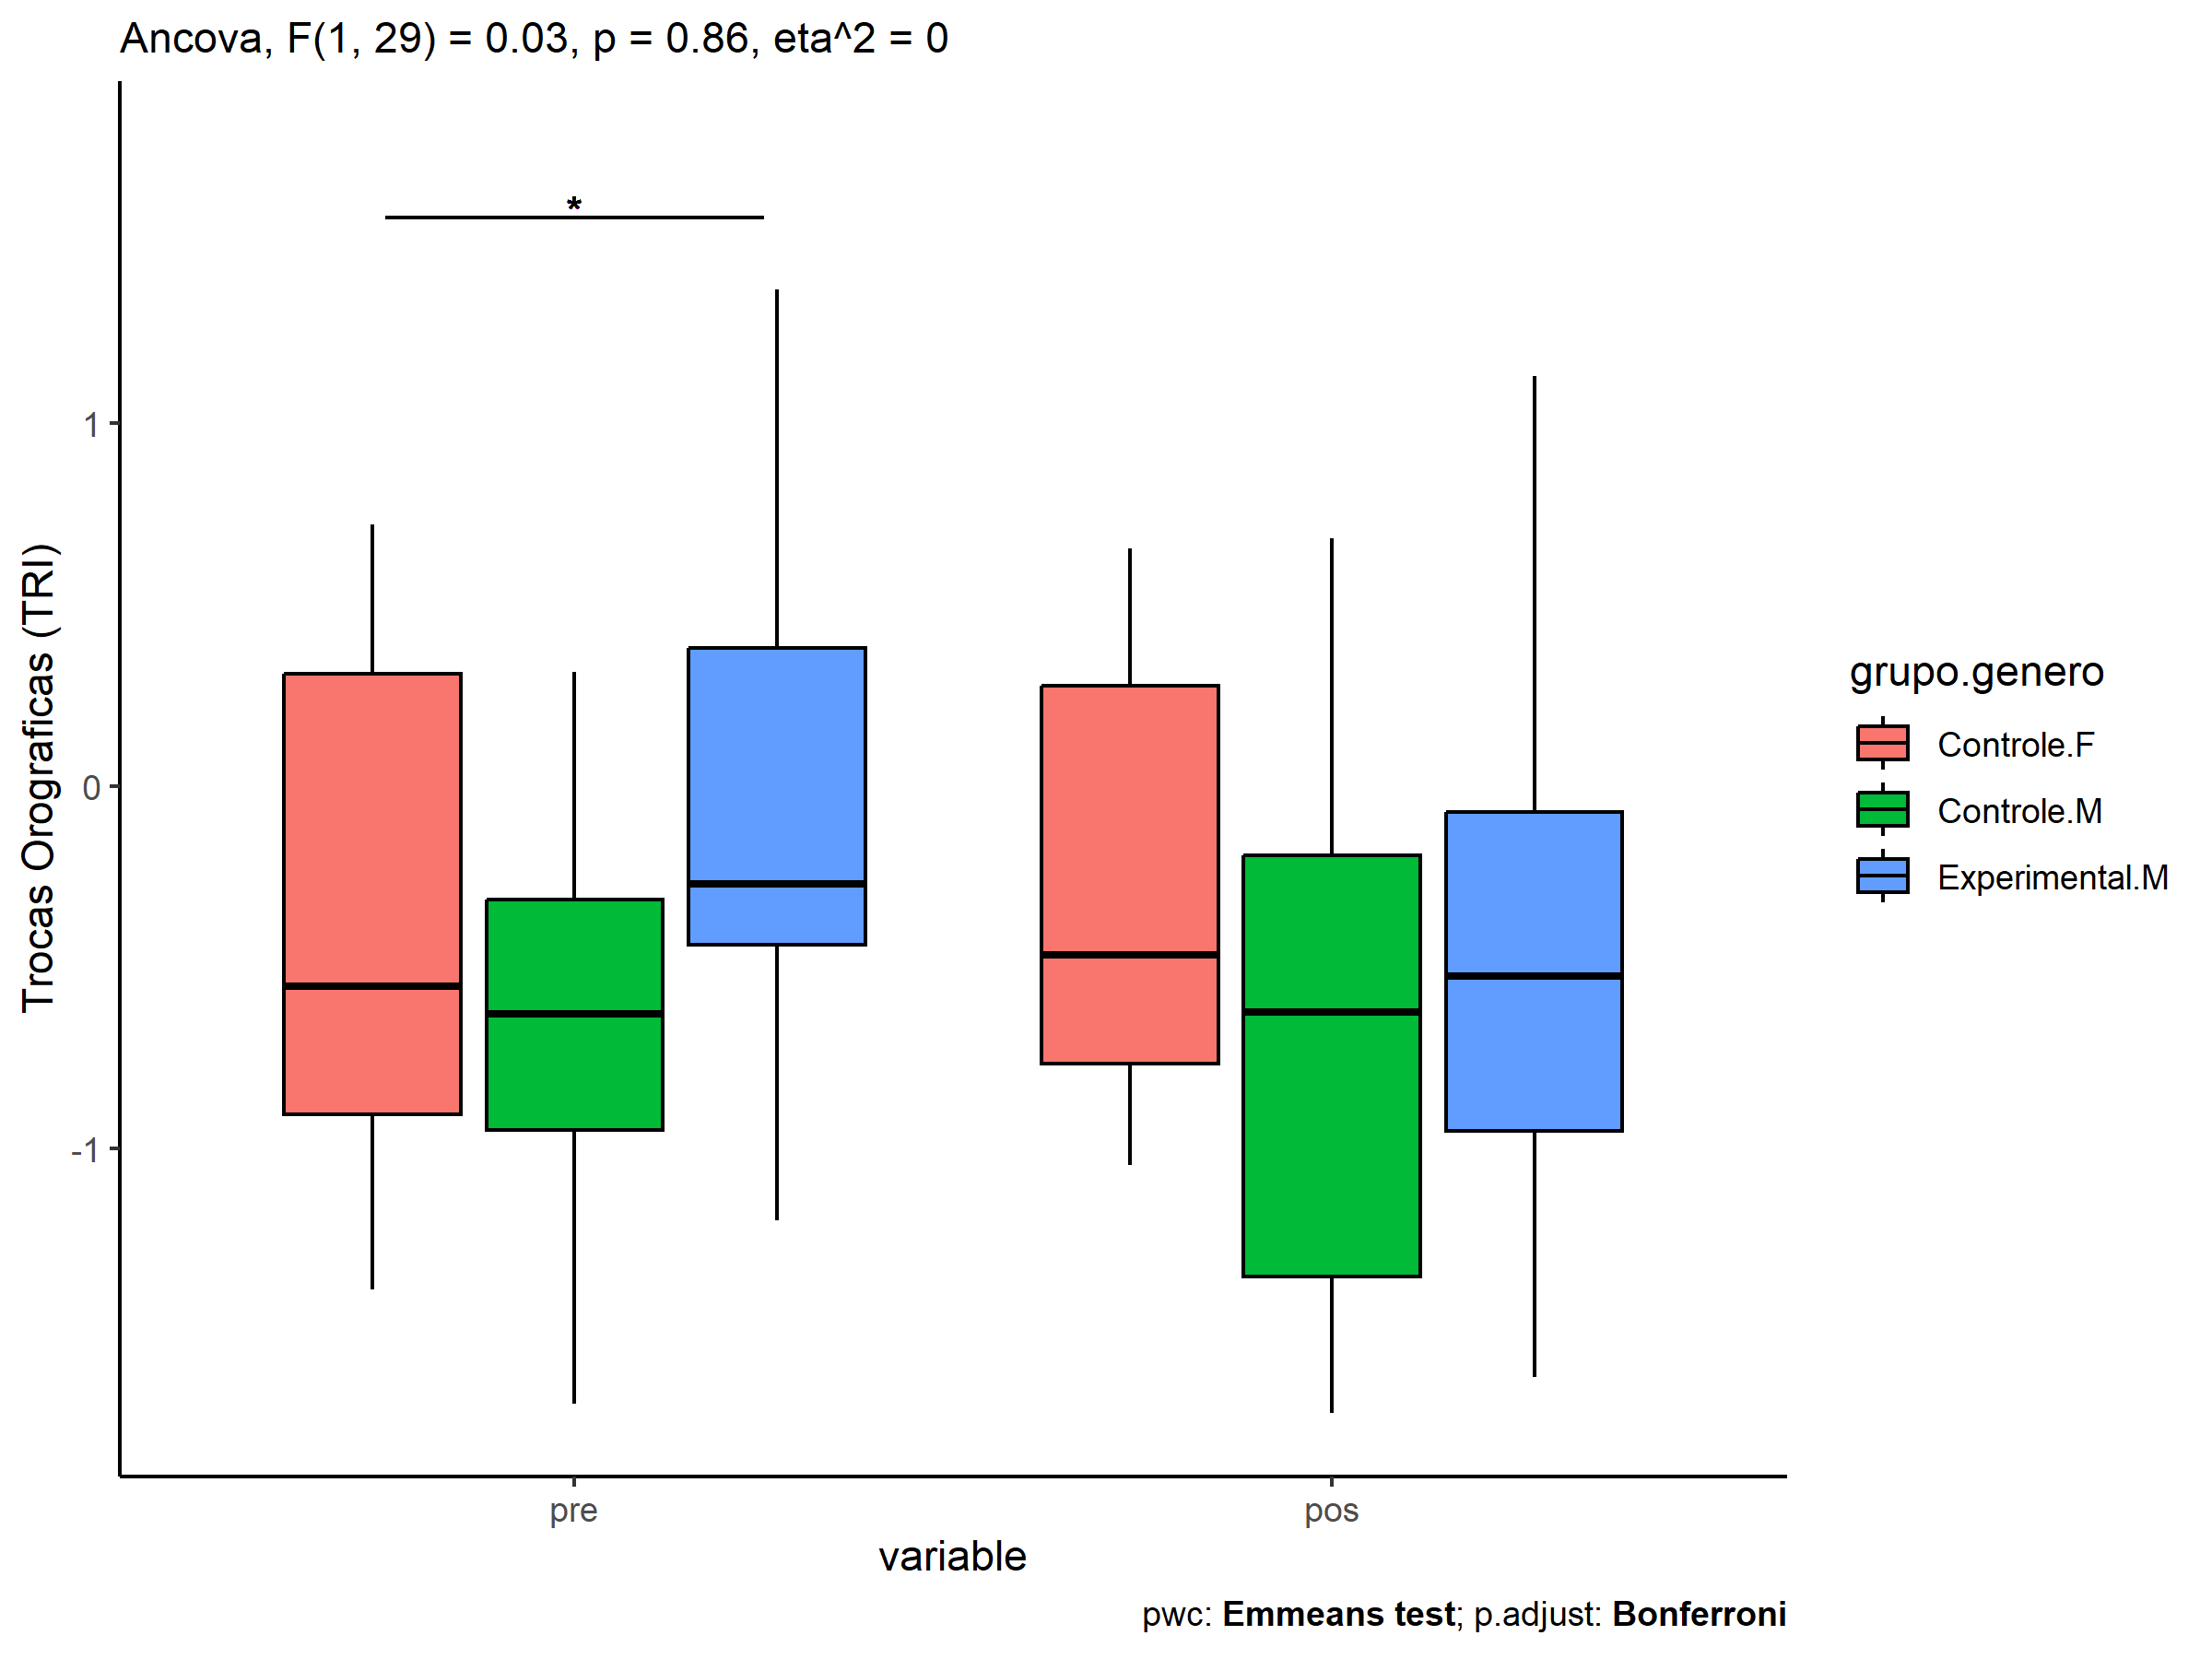 Ancova, F(1, 29) = 0.03, p = 0.86, eta^2 = 0
*
1
0
-1
Trocas Orograficas (TRI)
pre
pos
variable
grupo.genero
Controle.F
Controle.M
Experimental.M
pwc: Emmeans test; p.adjust: Bonferroni